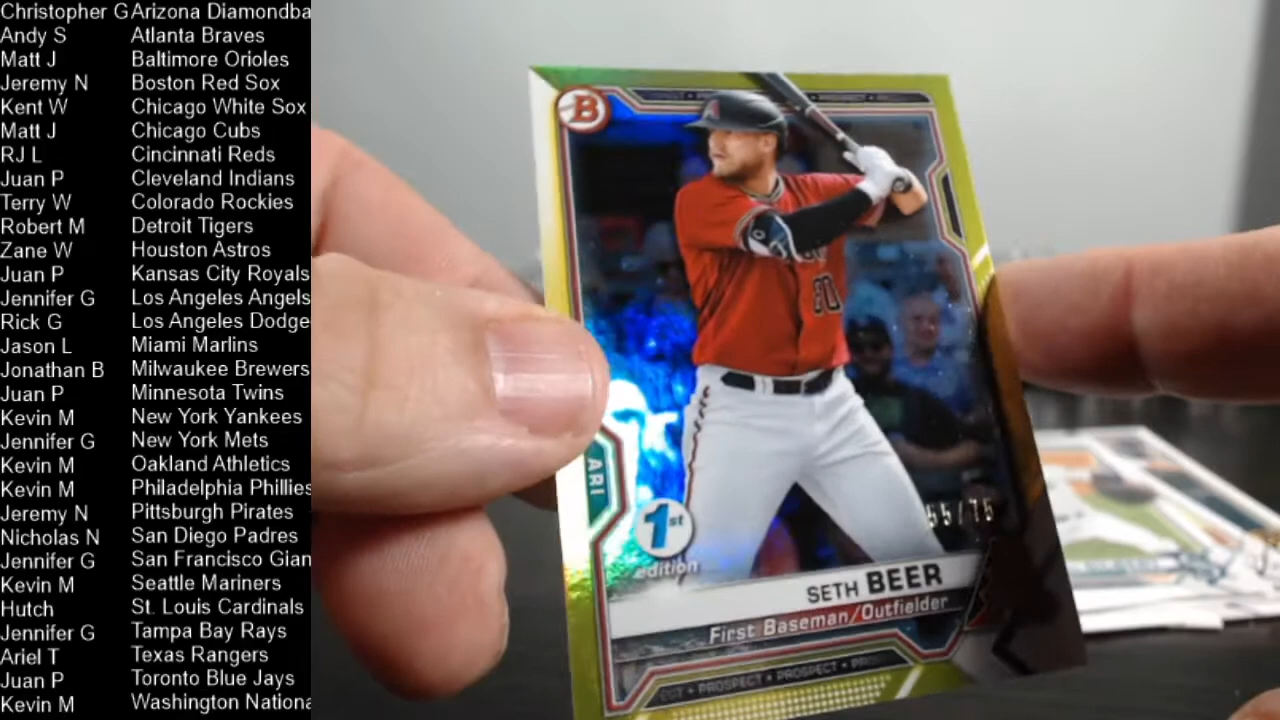 Christopher G Arizona Diamondba
Andy S Atlanta Braves
Matt J Baltimore Orioles
Jeremy N Boston Red Sox
Kent W Chicago White Sox
Matt J Chicago Cubs
RJ L Cincinnati Reds
Juan P Cleveland Indians
Terry W Colorado Rockies
Robert M Detroit Tigers
Zane W Houston Astros
Juan P Kansas City Royals
Jennifer G Los Angeles Angels
Rick G Los Angeles Dodge
Jason L Miami Marlins
Jonathan B Milwaukee Brewers
Juan P Minnesota Twins
Kevin M New York Yankees
Jennifer G New York Mets
Kevin M Oakland Athletics
Kevin M Philadelphia Phillies
Jeremy N Pittsburgh Pirates
Nicholas N San Diego Padres
Jennifer G San Francisco Gian
Kevin M Seattle Mariners
Hutch St. Louis Cardinals
Jennifer G Tampa Bay Rays
Ariel T Texas Rangers
Juan P Toronto Blue Jays
Kevin M Washington Nationa
B
ARI
55/75
1st
edition
SETH BEER
First Baseman/Outfielder
PROSPECT